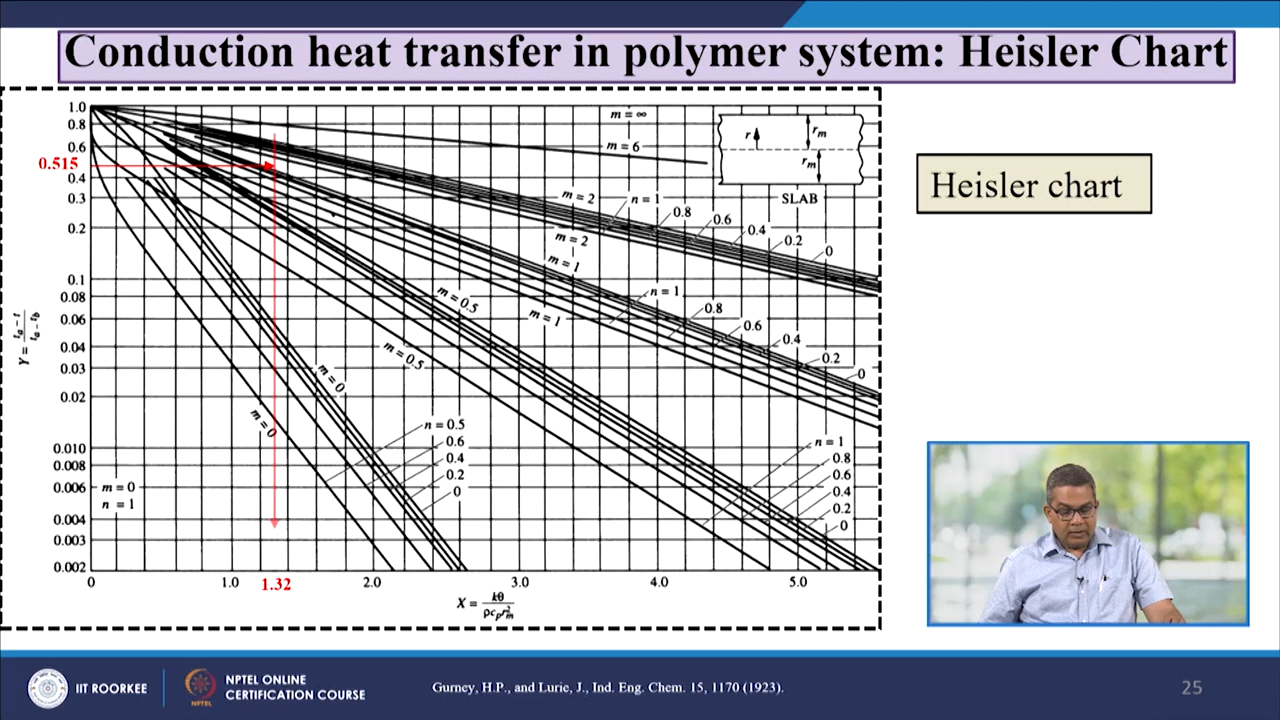 Conduction heat transfer in polymer system: Heisler Chart
Heisler chart
1.0
0.8
0.6
0.515
0.4
0.3
0.2
0.1
0.08
0.06
0.04
0.03
0.02
0.010
0.008
0.006
0.004
0.003
0.002
Y = (t_a - t)/(t_a - t_b)
m = ∞
m = 6
r
r_m
r_m
SLAB
m = 2
n = 1
0.8
0.6
0.4
0.2
0
m = 2
m = 1
n = 1
0.8
0.6
0.4
0.2
0
m = 1
m = 0.5
m = 0.5
n = 1
0.8
0.6
0.4
0.2
0
m = 0
m = 0
n = 0.5
0.6
0.4
0.2
0
m = 0
n = 1
0 1.0 1.32 2.0 3.0 4.0 5.0
X = kθ/(ρc_p r_m²)
IIT ROORKEE
NPTEL
NPTEL ONLINE
CERTIFICATION COURSE
Gurney, H.P., and Lurie, J., Ind. Eng. Chem. 15, 1170 (1923).
25